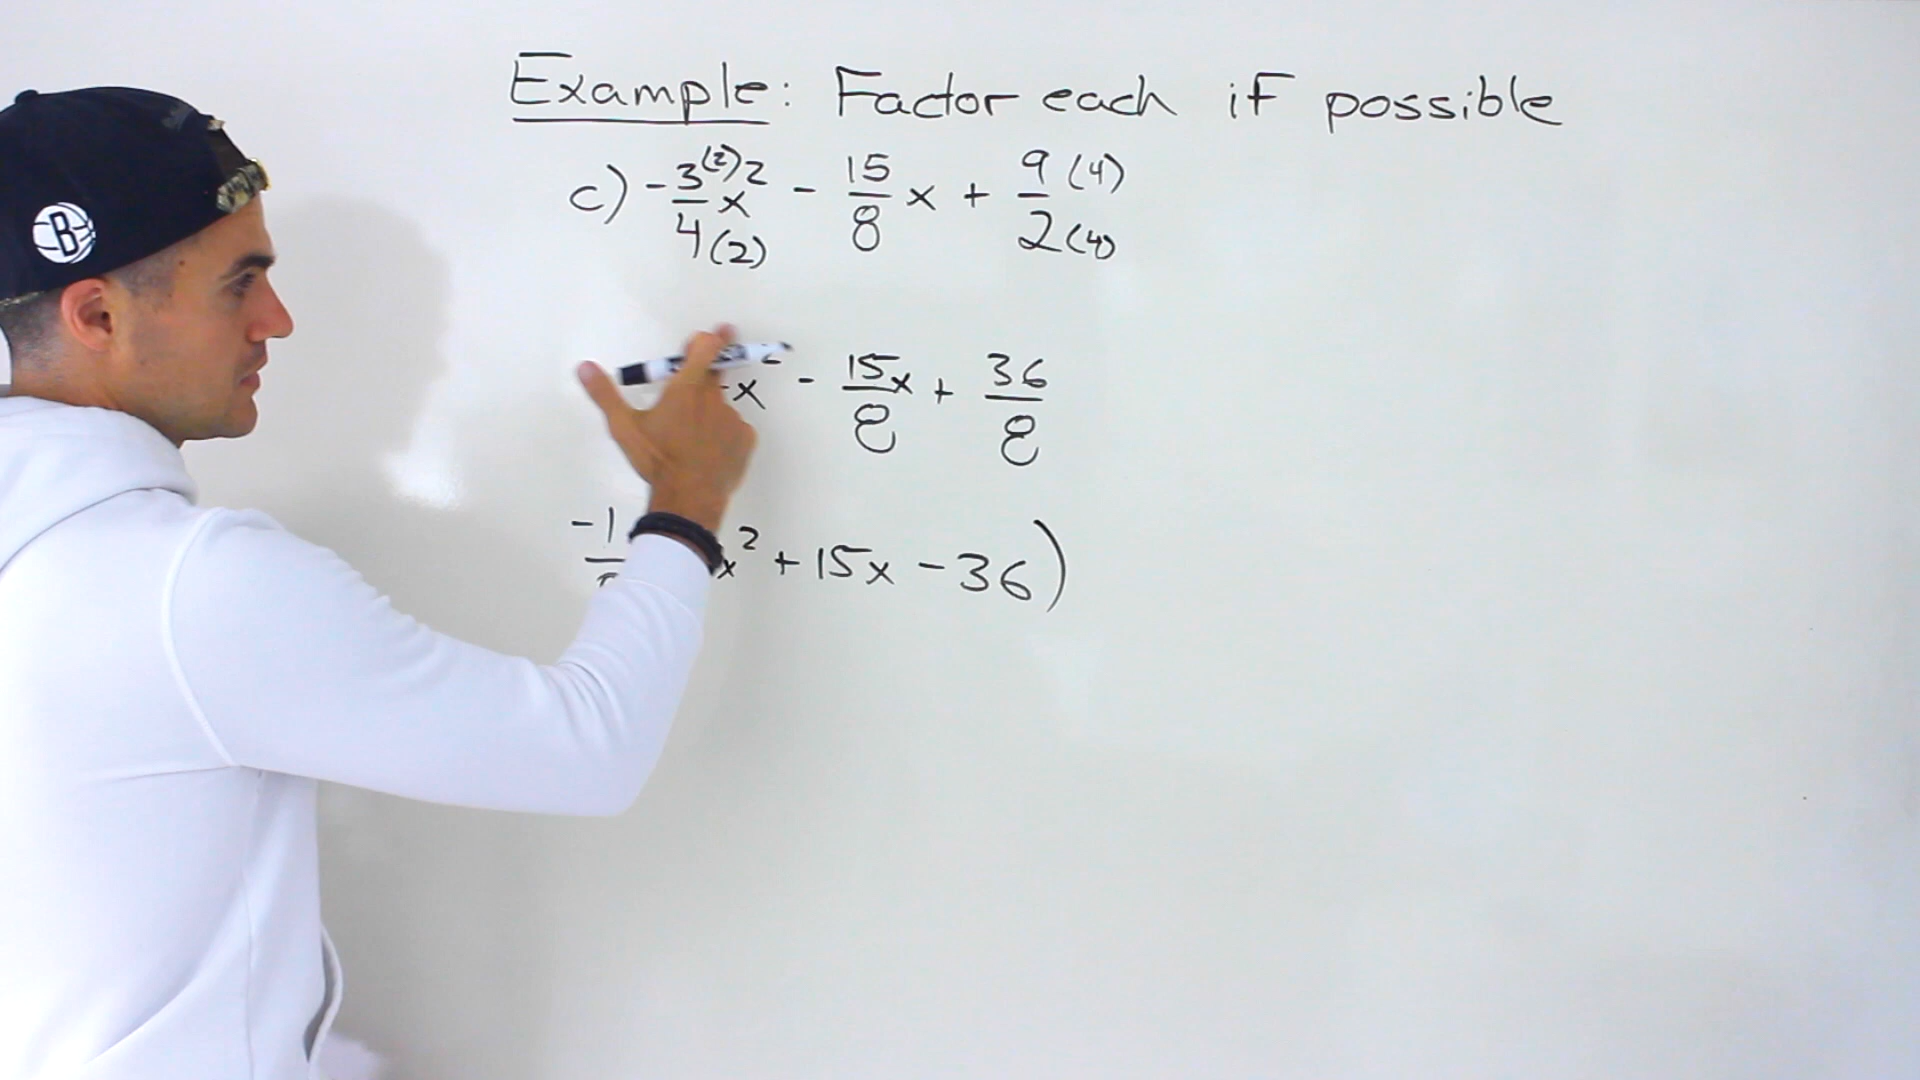 Example: Factor each if possible
c) -3(2)/4(2) x² - 15/8 x + 9(4)/2(4)
x² - 15x/8 + 36/8
-1 x² + 15x - 36)
B